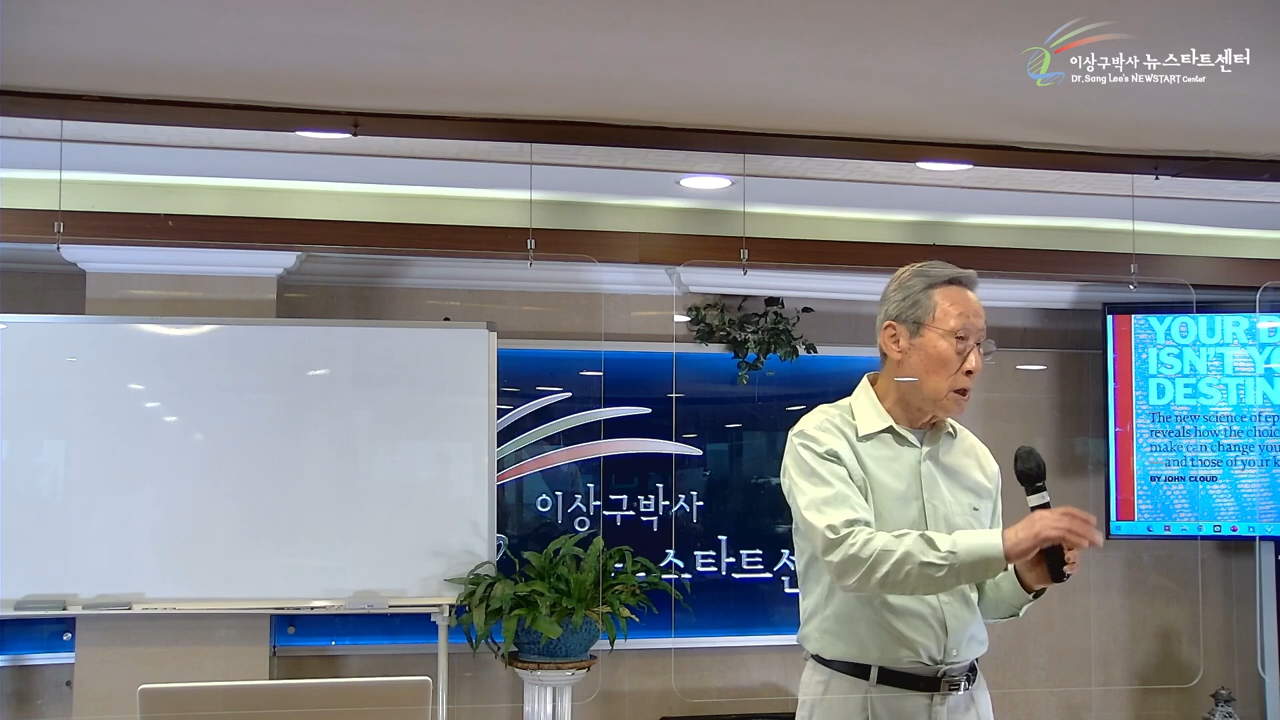 이상구박사 뉴스타트센터
Dr. Sang Lee's NEWSTART Center
이상구박사
스타트센
YOUR D
ISN'T YO
DESTIN
The new science of ep
reveals how the choic
make can change you
and those of your k
BY JOHN CLOUD